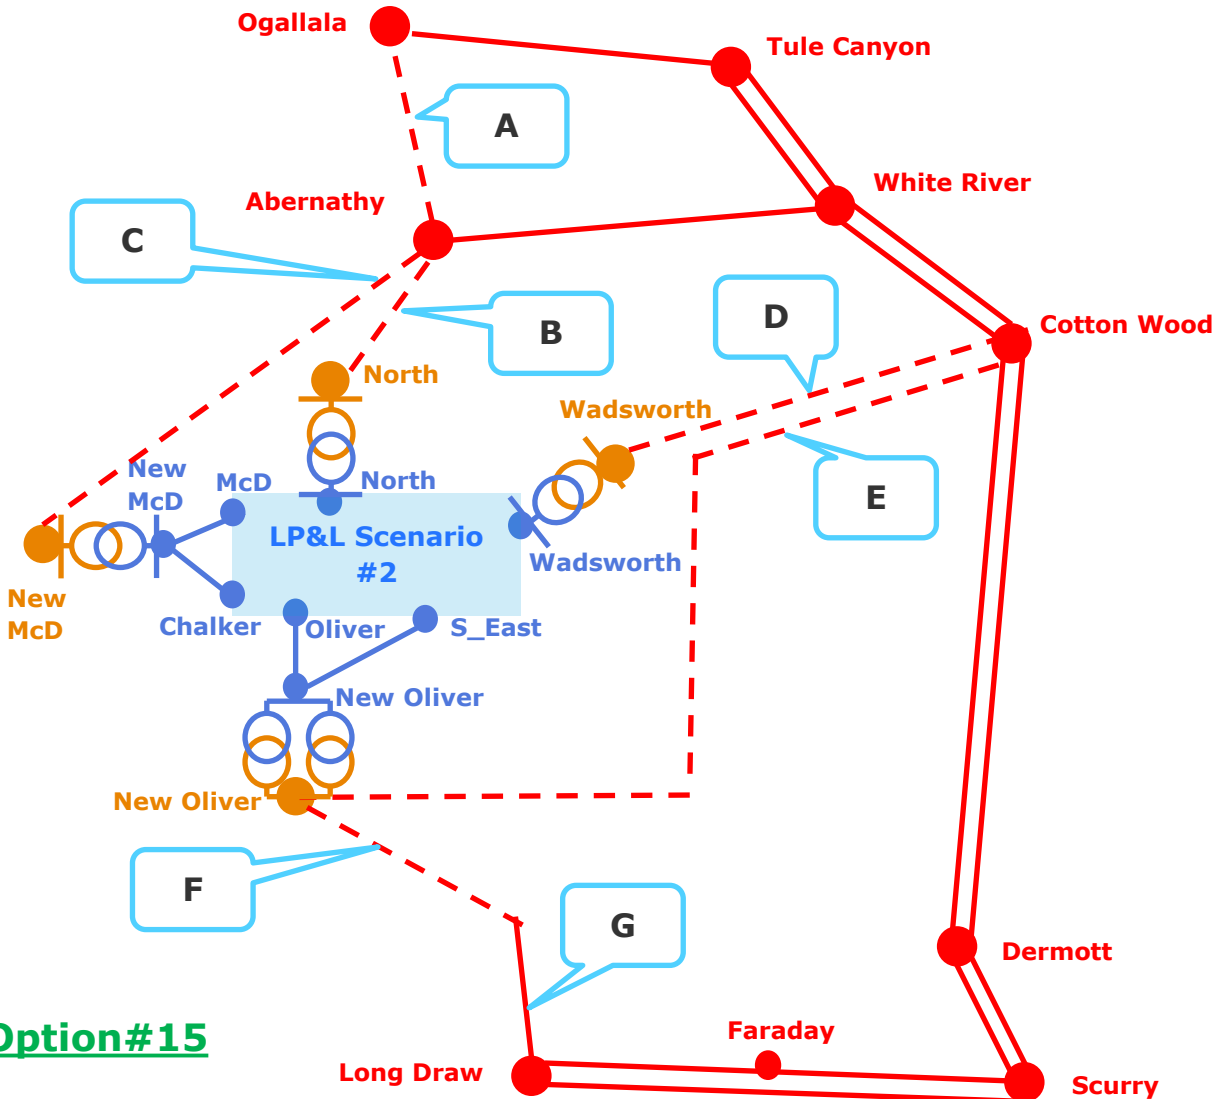 Ogallala
Tule Canyon
A
White River
Abernathy
C
B
D
Cotton Wood
North
Wadsworth
New
McD
McD
North
E
LP&L Scenario
#2
Wadsworth
New
McD
Chalker
Oliver
S_East
New Oliver
New Oliver
F
G
Dermott
Option#15
Faraday
Long Draw
Scurry